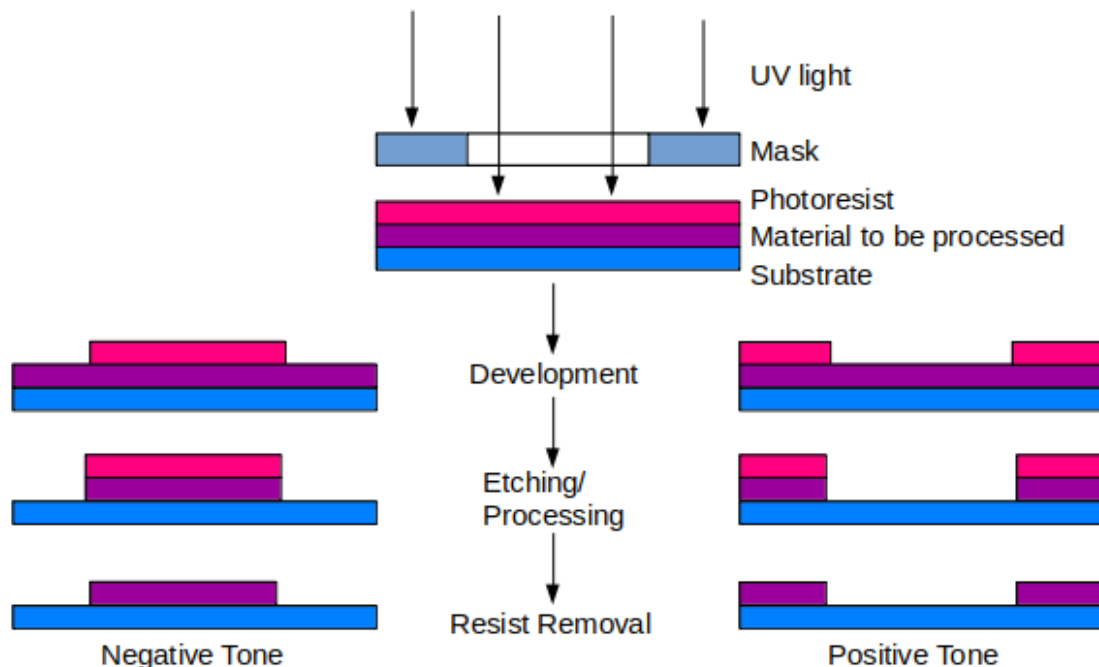 UV light
Mask
Photoresist
Material to be processed
Substrate
Development
Etching/
Processing
Resist Removal
Negative Tone
Positive Tone